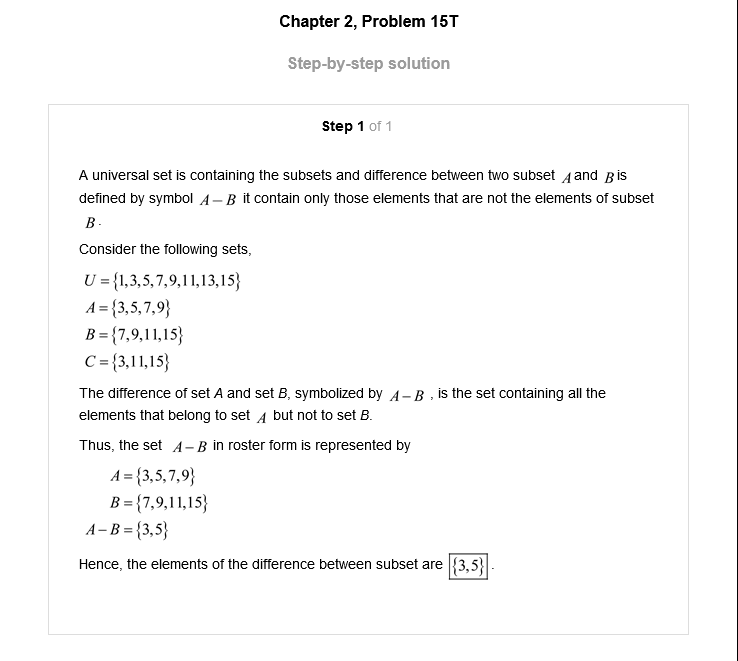 Chapter 2, Problem 15T
Step-by-step solution
Step 1 of 1
A universal set is containing the subsets and difference between two subset A and B is
defined by symbol A – B it contain only those elements that are not the elements of subset
B.
Consider the following sets,
U = {1,3,5,7,9,11,13,15}
A = {3,5,7,9}
B = {7,9,11,15}
C = {3,11,15}
The difference of set A and set B, symbolized by A – B , is the set containing all the
elements that belong to set A but not to set B.
Thus, the set A – B in roster form is represented by
A = {3,5,7,9}
B = {7,9,11,15}
A – B = {3,5}
Hence, the elements of the difference between subset are {3,5} .